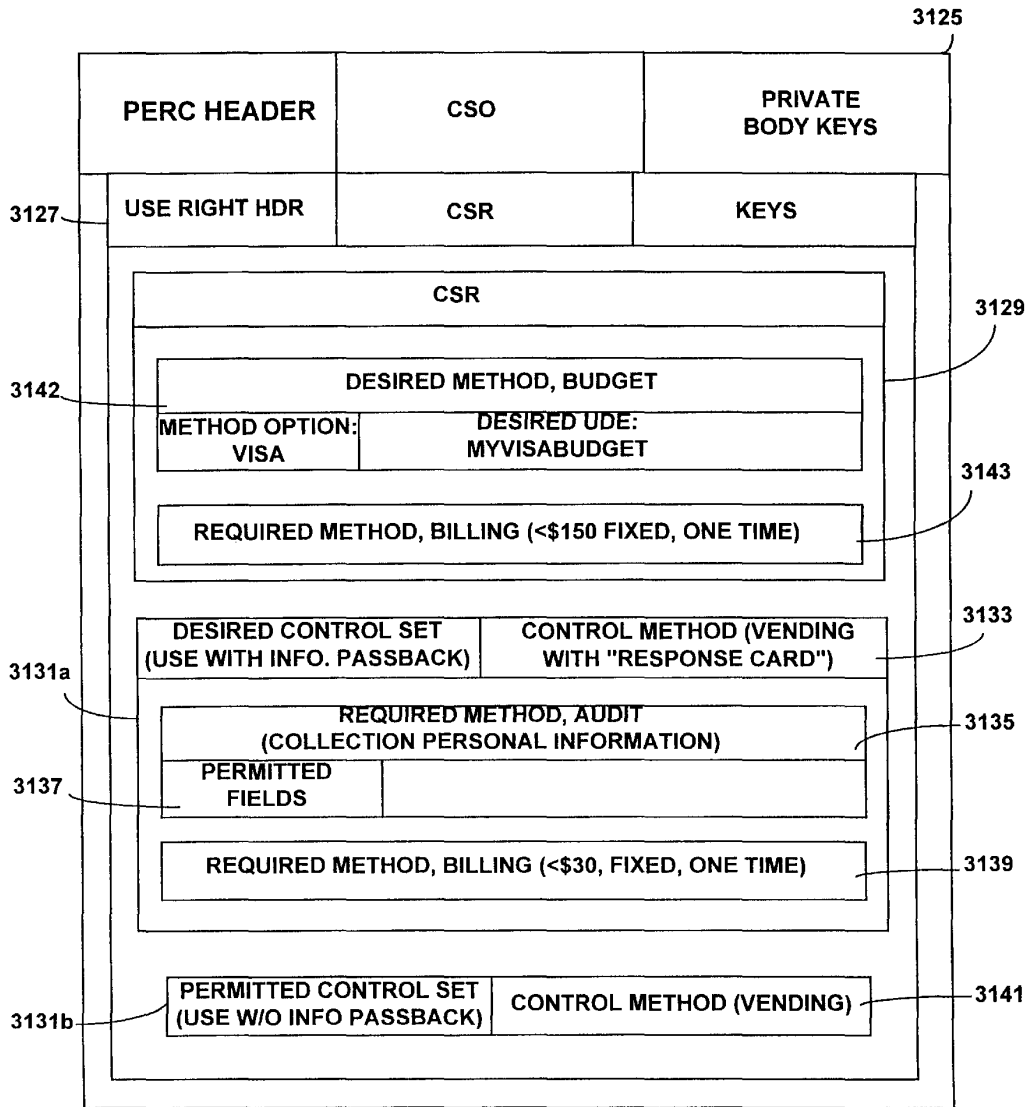 3125
PERC HEADER
CSO
PRIVATE
BODY KEYS
3127
USE RIGHT HDR
CSR
KEYS
CSR
3129
3142
DESIRED METHOD, BUDGET
METHOD OPTION:
VISA
DESIRED UDE:
MYVISABUDGET
3143
REQUIRED METHOD, BILLING (<$150 FIXED, ONE TIME)
3131a
DESIRED CONTROL SET
(USE WITH INFO. PASSBACK)
CONTROL METHOD (VENDING
WITH "RESPONSE CARD")
3133
REQUIRED METHOD, AUDIT
(COLLECTION PERSONAL INFORMATION)
3135
3137
PERMITTED
FIELDS
REQUIRED METHOD, BILLING (<$30, FIXED, ONE TIME)
3139
3131b
PERMITTED CONTROL SET
(USE W/O INFO PASSBACK)
CONTROL METHOD (VENDING)
3141